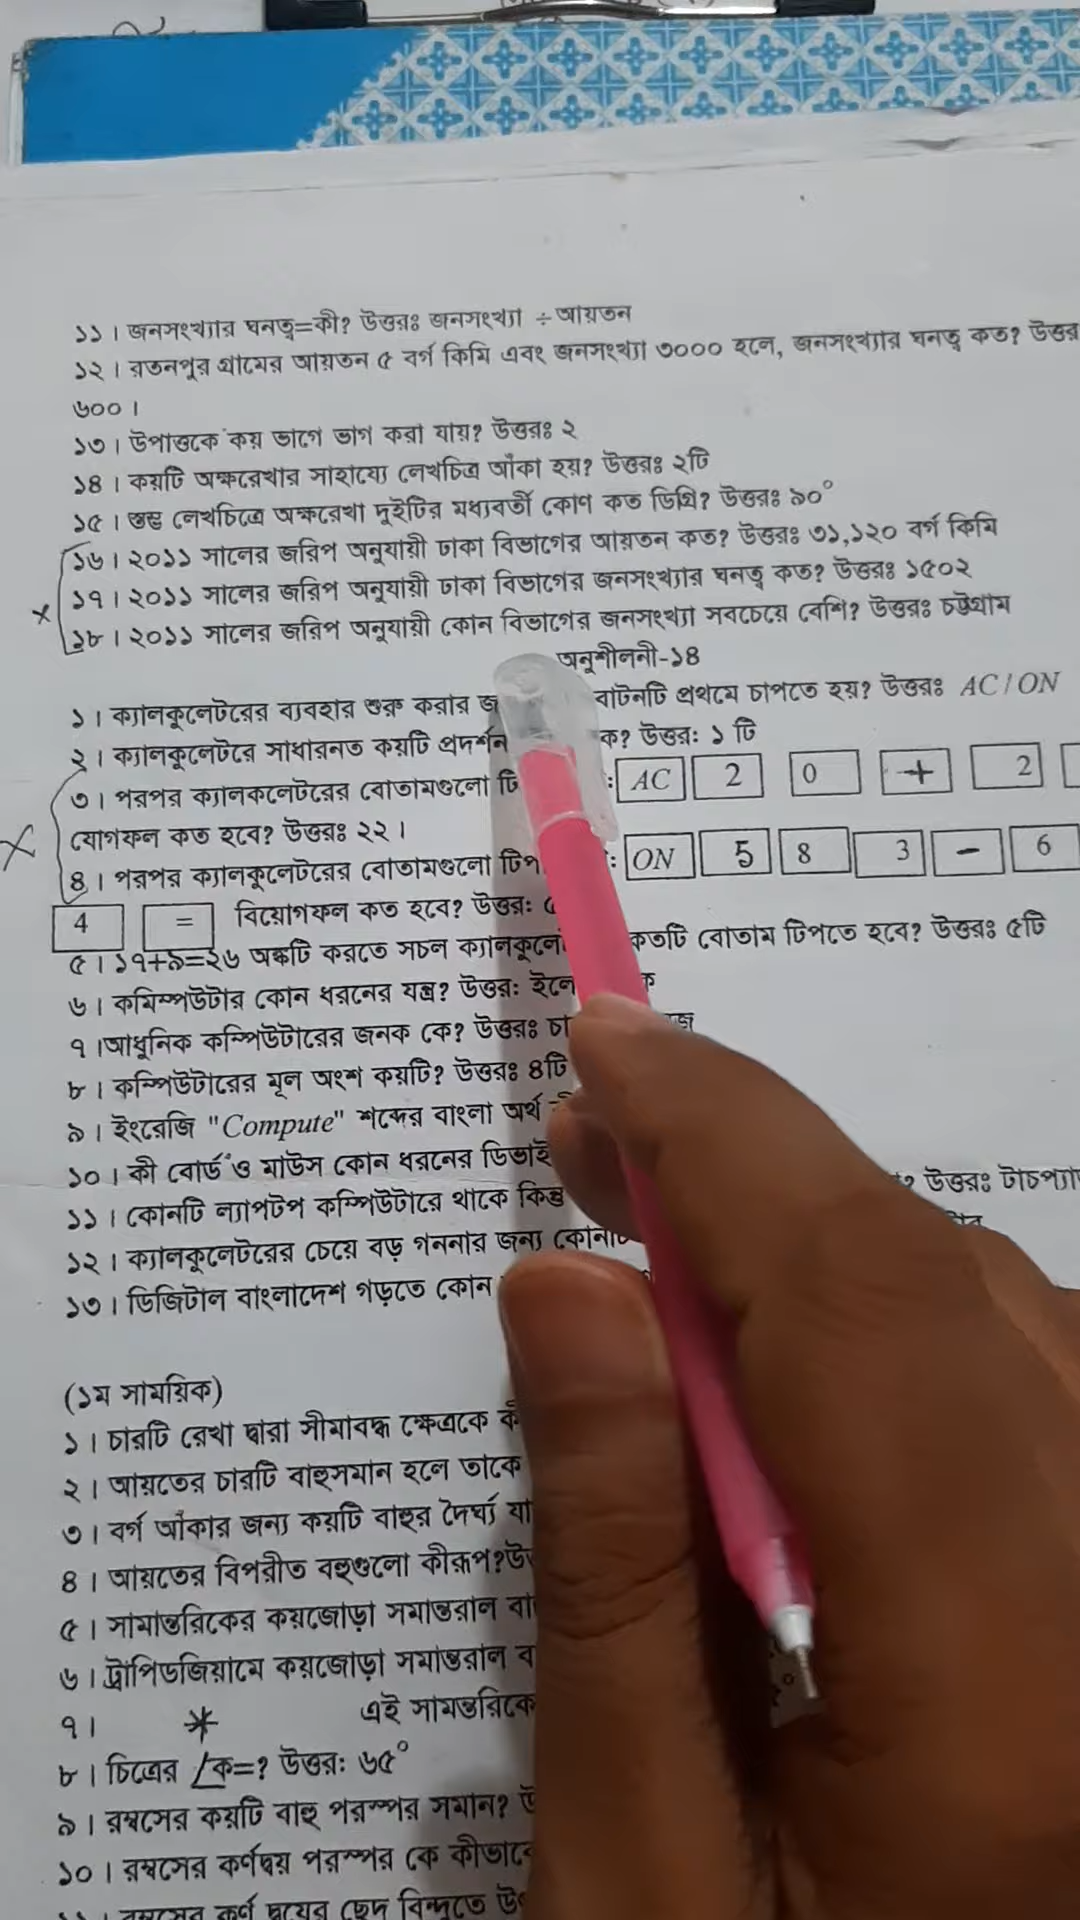 ১১। জনসংখ্যার ঘনত্ব=কী? উত্তরঃ জনসংখ্যা ÷ আয়তন
১২। রতনপুর গ্রামের আয়তন ৫ বর্গ কিমি এবং জনসংখ্যা ৩০০০ হলে, জনসংখ্যার ঘনত্ব কত? উত্তর
৬০০।
১৩। উপাত্তকে কয় ভাগে ভাগ করা যায়? উত্তরঃ ২
১৪। কয়টি অক্ষরেখার সাহায্যে লেখচিত্র আঁকা হয়? উত্তরঃ ২টি
১৫। স্তম্ভ লেখচিত্রে অক্ষরেখা দুইটির মধ্যবর্তী কোণ কত ডিগ্রি? উত্তরঃ ৯০°
১৬। ২০১১ সালের জরিপ অনুযায়ী ঢাকা বিভাগের আয়তন কত? উত্তরঃ ৩১,১২০ বর্গ কিমি
১৭। ২০১১ সালের জরিপ অনুযায়ী ঢাকা বিভাগের জনসংখ্যার ঘনত্ব কত? উত্তরঃ ১৫০২
১৮। ২০১১ সালের জরিপ অনুযায়ী কোন বিভাগের জনসংখ্যা সবচেয়ে বেশি? উত্তরঃ চট্টগ্রাম
অনুশীলনী-১৪
১। ক্যালকুলেটরের ব্যবহার শুরু করার জ বাটনটি প্রথমে চাপতে হয়? উত্তরঃ AC / ON
২। ক্যালকুলেটরে সাধারনত কয়টি প্রদর্শন ক? উত্তর: ১ টি
৩। পরপর ক্যালকলেটরের বোতামগুলো টি : AC 2 0 + 2
যোগফল কত হবে? উত্তরঃ ২২।
৪। পরপর ক্যালকুলেটরের বোতামগুলো টিপ : ON 5 8 3 − 6
4 = বিয়োগফল কত হবে? উত্তর: ৫
৫। ১৭+৯=২৬ অঙ্কটি করতে সচল ক্যালকুলে কতটি বোতাম টিপতে হবে? উত্তরঃ ৫টি
৬। কম্পিউটার কোন ধরনের যন্ত্র? উত্তর: ইলে ক
৭।আধুনিক কম্পিউটারের জনক কে? উত্তরঃ চা জে
৮। কম্পিউটারের মূল অংশ কয়টি? উত্তরঃ ৪টি
৯। ইংরেজি "Compute" শব্দের বাংলা অর্থ
১০। কী বোর্ড ও মাউস কোন ধরনের ডিভাই
১১। কোনটি ল্যাপটপ কম্পিউটারে থাকে কিন্তু ? উত্তরঃ টাচপ্যা
১২। ক্যালকুলেটরের চেয়ে বড় গননার জন্য কোনটি
১৩। ডিজিটাল বাংলাদেশ গড়তে কোন
(১ম সাময়িক)
১। চারটি রেখা দ্বারা সীমাবদ্ধ ক্ষেত্রকে ক
২। আয়তের চারটি বাহুসমান হলে তাকে
৩। বর্গ আঁকার জন্য কয়টি বাহুর দৈর্ঘ্য যা
৪। আয়তের বিপরীত বহুগুলো কীরূপ?উ
৫। সামান্তরিকের কয়জোড়া সমান্তরাল বা
৬। ট্রাপিডজিয়ামে কয়জোড়া সমান্তরাল ব
৭। * এই সামন্তরিকে
৮। চিত্রের ∠ক=? উত্তর: ৬৫°
৯। রম্বসের কয়টি বাহু পরস্পর সমান? উ
১০। রম্বসের কর্ণদ্বয় পরস্পর কে কীভাবে
১১। রম্বসের কর্ণ দ্বয়ের ছেদ বিন্দুতে উ